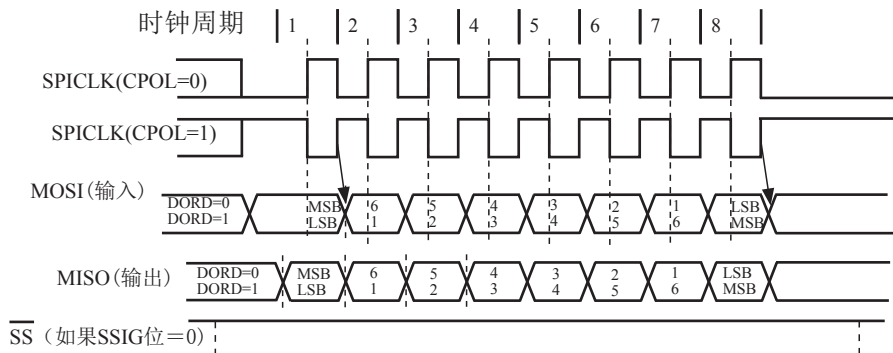 时钟周期 1 2 3 4 5 6 7 8
SPICLK(CPOL=0)
SPICLK(CPOL=1)
MOSI(输入)
DORD=0 MSB 6 5 4 3 2 1 LSB
DORD=1 LSB 1 2 3 4 5 6 MSB
MISO(输出)
DORD=0 MSB 6 5 4 3 2 1 LSB
DORD=1 LSB 1 2 3 4 5 6 MSB
SS（如果SSIG位＝0）